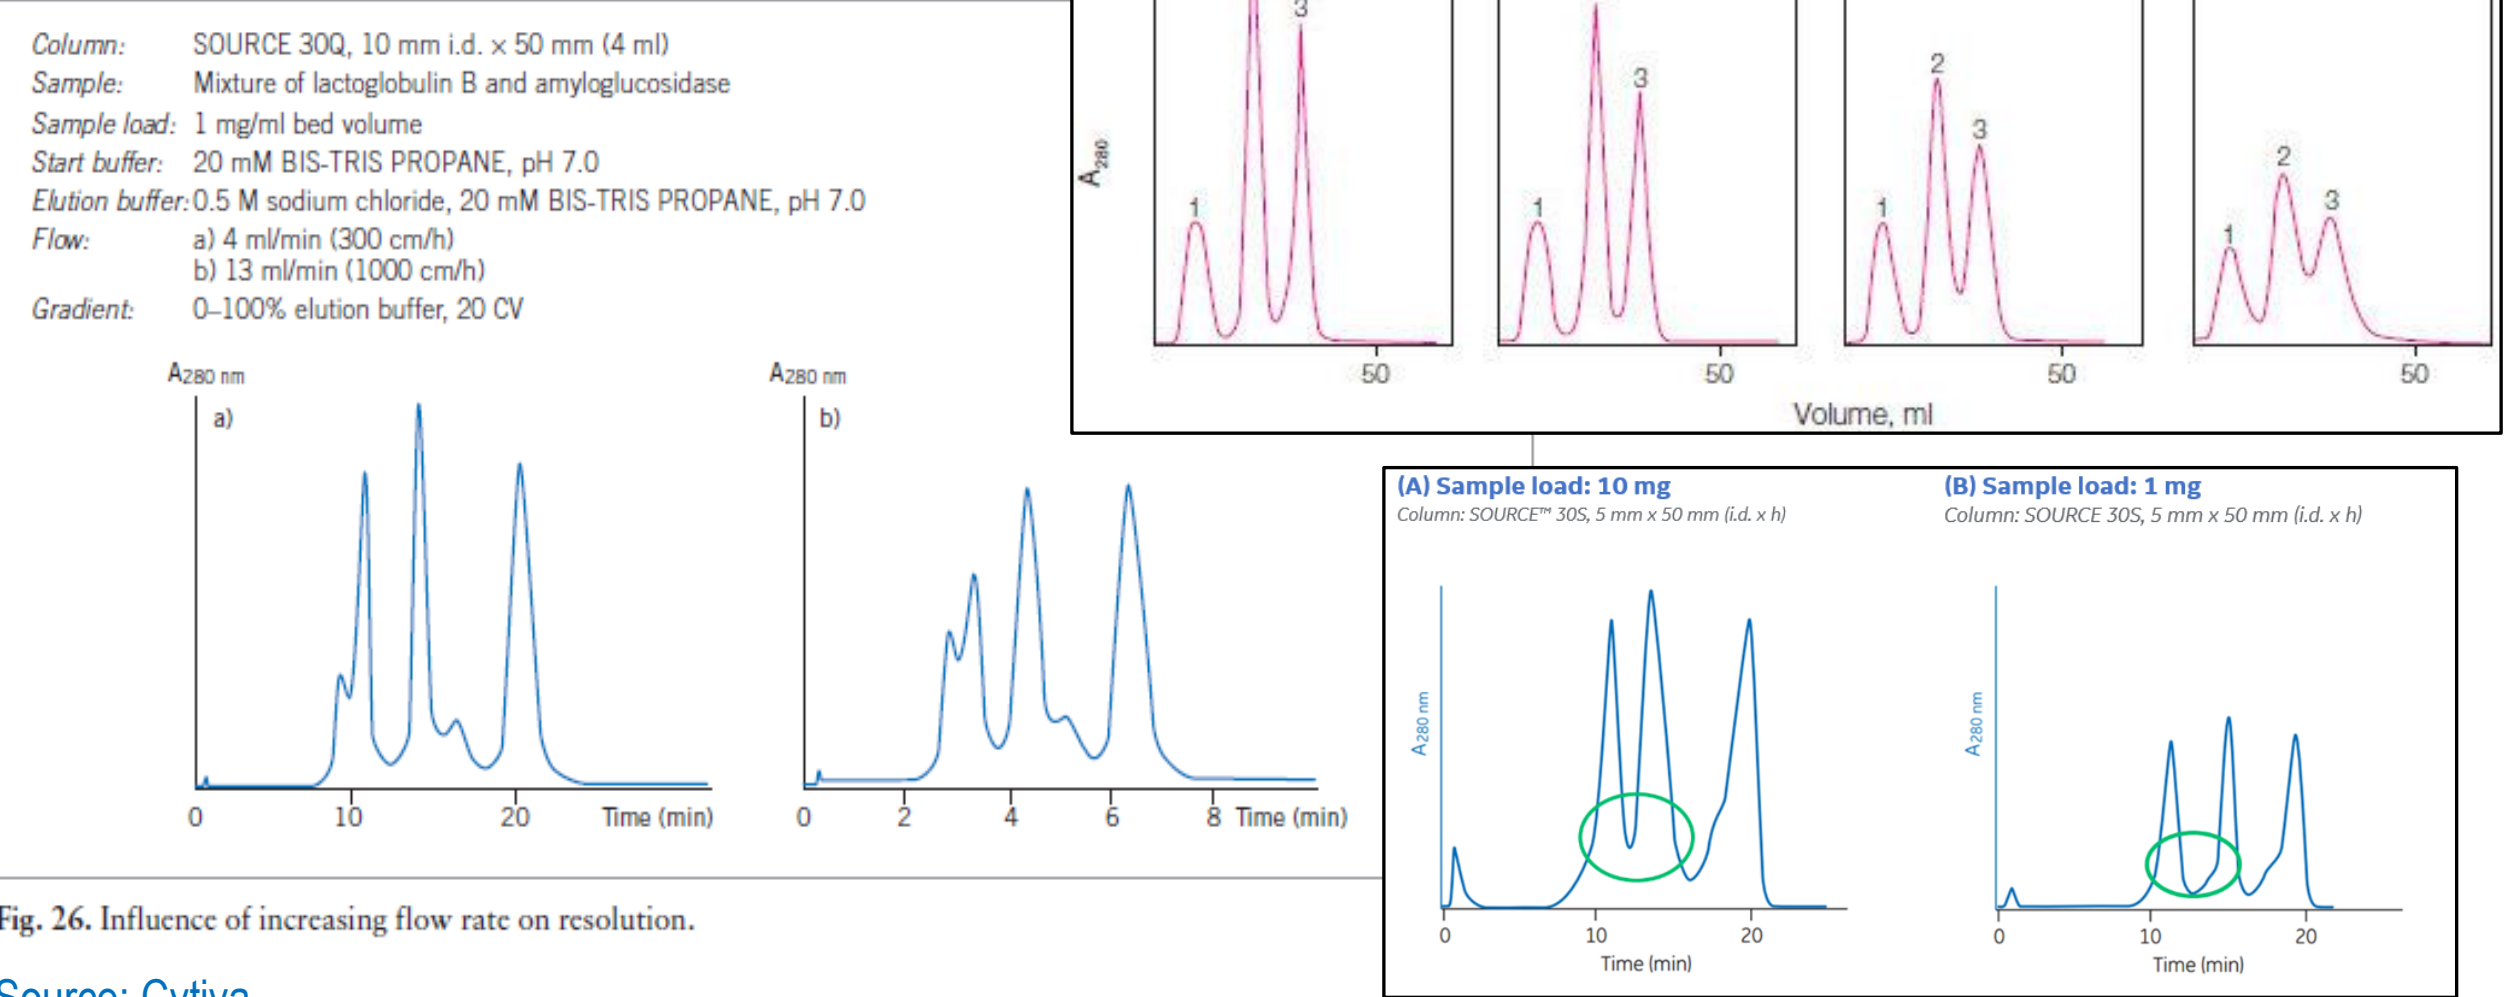 Column: SOURCE 30Q, 10 mm i.d. × 50 mm (4 ml)
Sample: Mixture of lactoglobulin B and amyloglucosidase
Sample load: 1 mg/ml bed volume
Start buffer: 20 mM BIS-TRIS PROPANE, pH 7.0
Elution buffer: 0.5 M sodium chloride, 20 mM BIS-TRIS PROPANE, pH 7.0
Flow: a) 4 ml/min (300 cm/h)
b) 13 ml/min (1000 cm/h)
Gradient: 0–100% elution buffer, 20 CV
A280 nm
a)
0 10 20 Time (min)
A280 nm
b)
0 2 4 6 8 Time (min)
Fig. 26. Influence of increasing flow rate on resolution.
Source: Cytiva
A280
1 3
1 3
1 2 3
1 2 3
50 50 50 50
Volume, ml
(A) Sample load: 10 mg
Column: SOURCE™ 30S, 5 mm x 50 mm (i.d. x h)
A280 nm
0 10 20
Time (min)
(B) Sample load: 1 mg
Column: SOURCE 30S, 5 mm x 50 mm (i.d. x h)
A280 nm
0 10 20
Time (min)